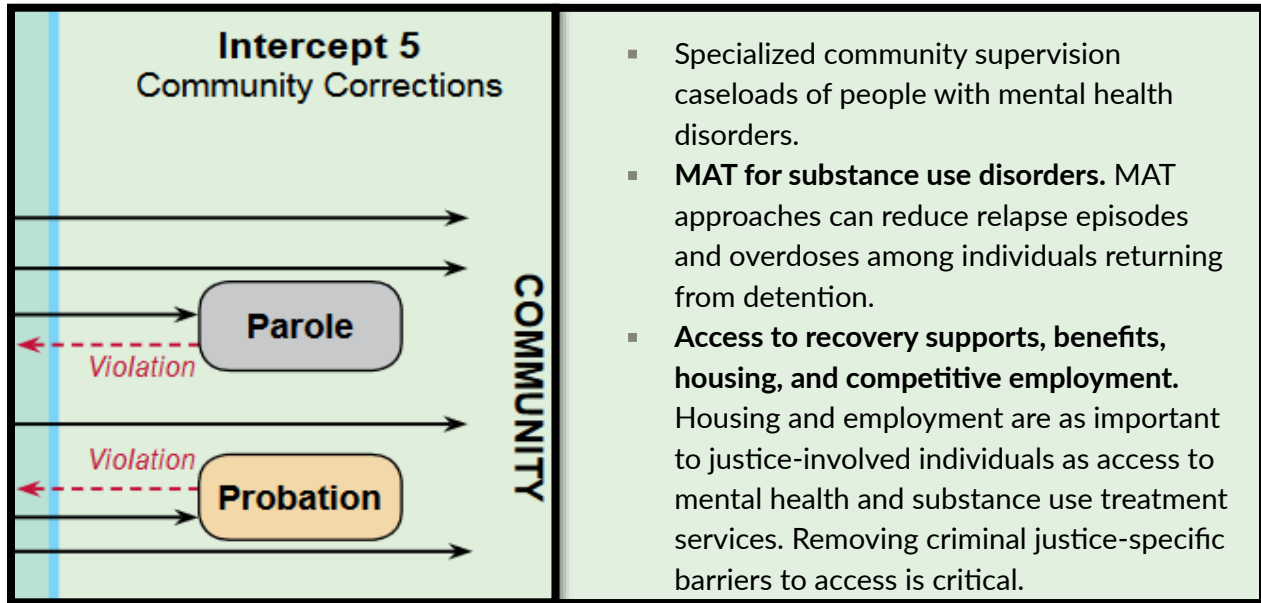 Intercept 5
Community Corrections
Parole
Violation
Violation
Probation
COMMUNITY
▪ Specialized community supervision
caseloads of people with mental health
disorders.
▪ MAT for substance use disorders. MAT
approaches can reduce relapse episodes
and overdoses among individuals returning
from detention.
▪ Access to recovery supports, benefits,
housing, and competitive employment.
Housing and employment are as important
to justice-involved individuals as access to
mental health and substance use treatment
services. Removing criminal justice-specific
barriers to access is critical.